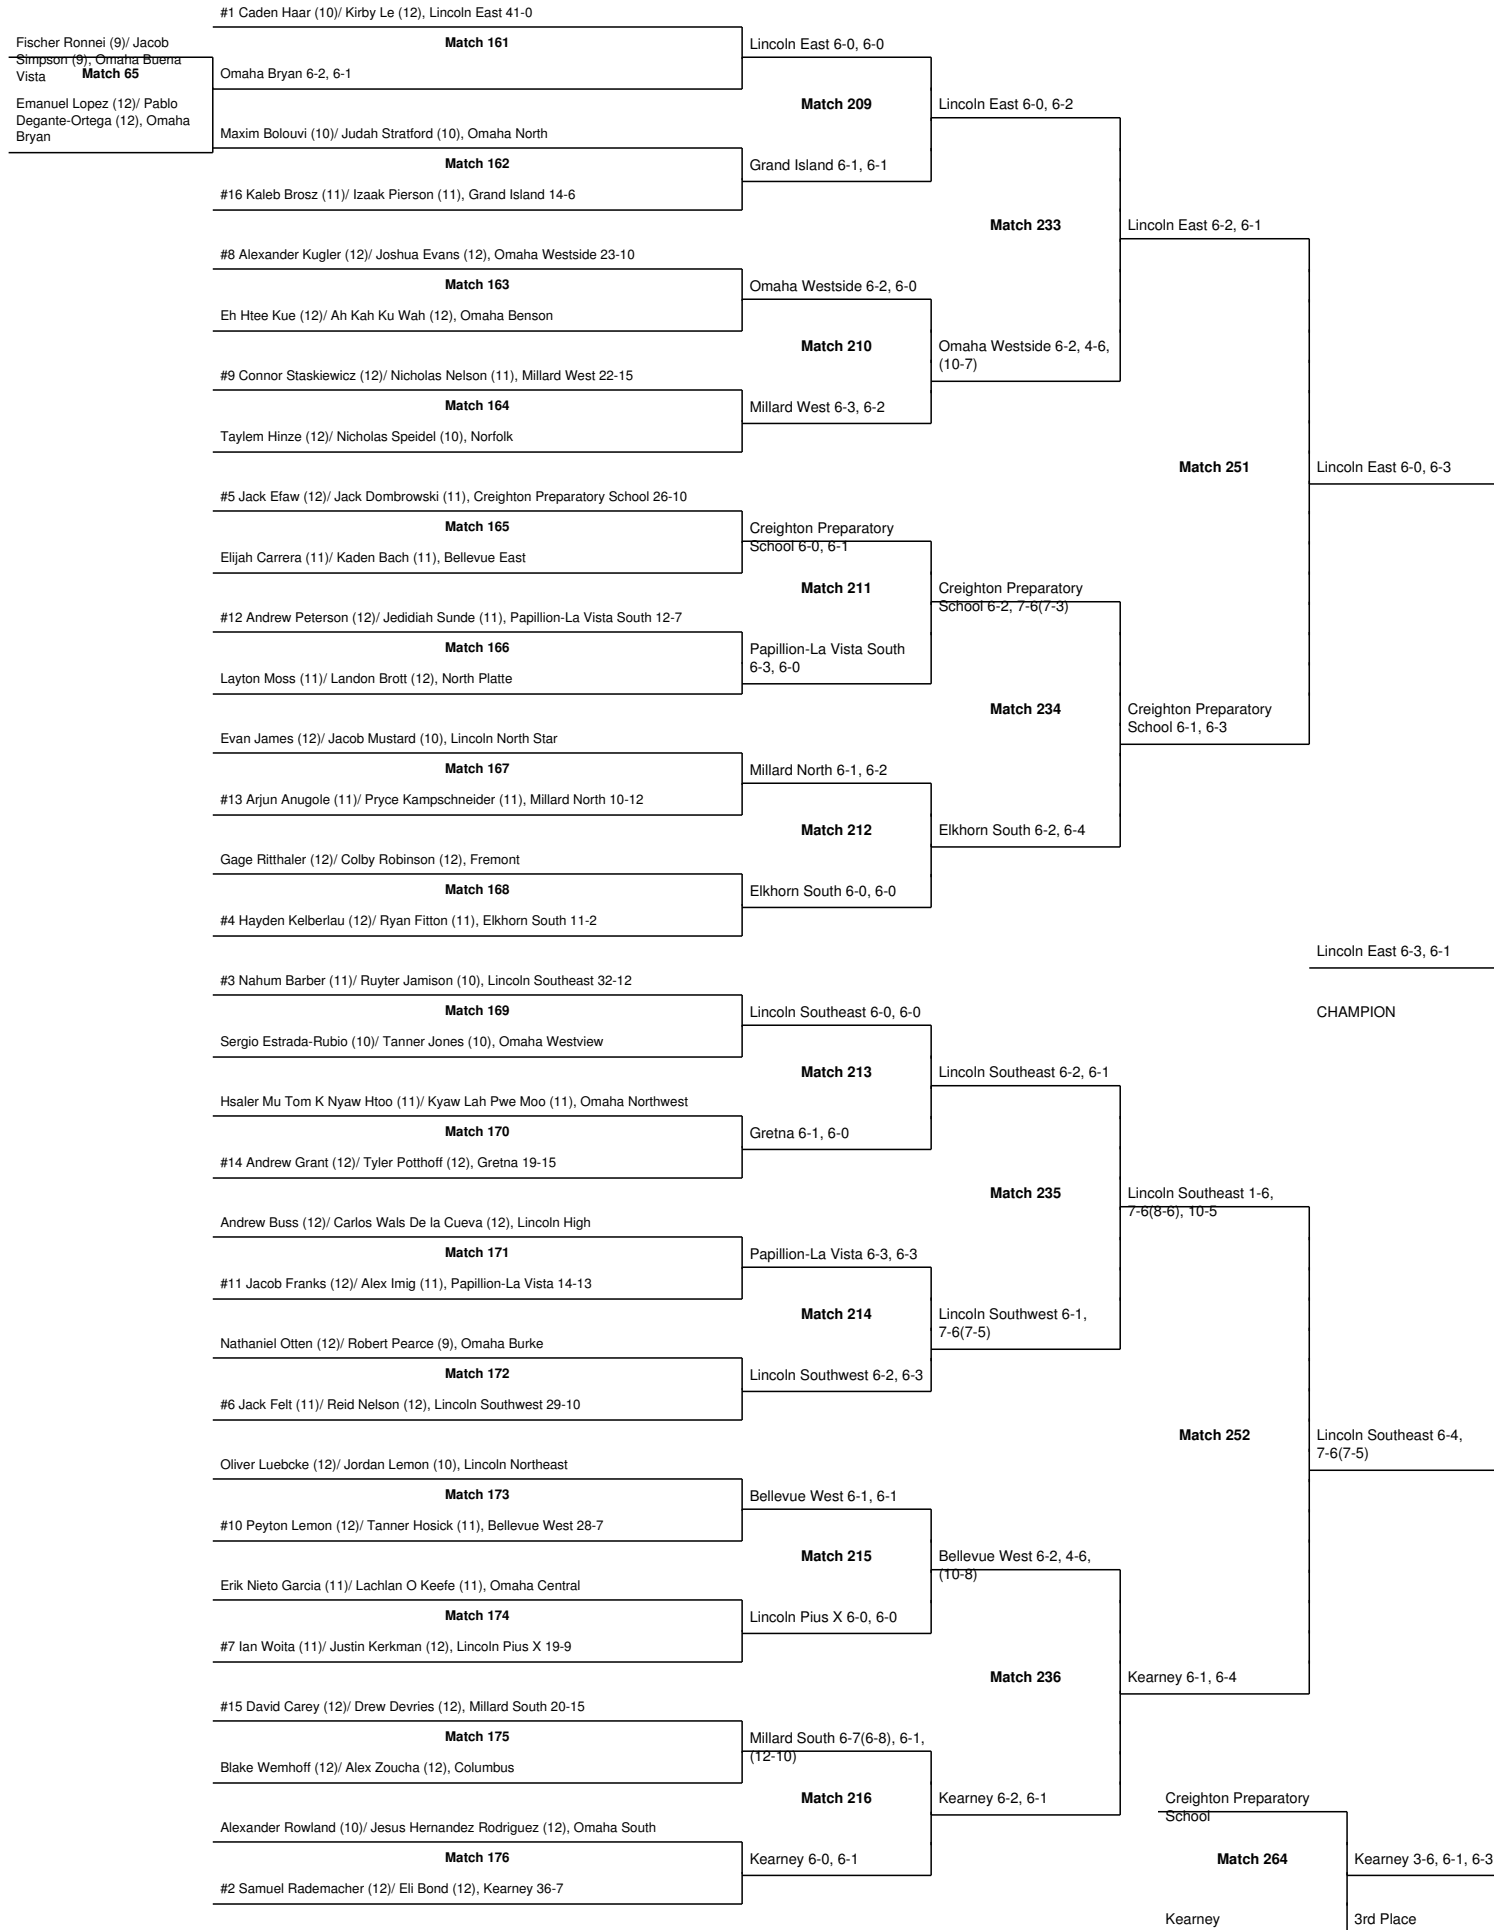 #1 Caden Haar (10)/ Kirby Le (12), Lincoln East 41-0
Match 161
Fischer Ronnei (9)/ Jacob
Simpson (9), Omaha Buena
Vista
Match 65
Emanuel Lopez (12)/ Pablo
Degante-Ortega (12), Omaha
Bryan
Omaha Bryan 6-2, 6-1
Lincoln East 6-0, 6-0
Match 209
Lincoln East 6-0, 6-2
Maxim Bolouvi (10)/ Judah Stratford (10), Omaha North
Match 162
Grand Island 6-1, 6-1
#16 Kaleb Brosz (11)/ Izaak Pierson (11), Grand Island 14-6
Match 233
Lincoln East 6-2, 6-1
#8 Alexander Kugler (12)/ Joshua Evans (12), Omaha Westside 23-10
Match 163
Omaha Westside 6-2, 6-0
Eh Htee Kue (12)/ Ah Kah Ku Wah (12), Omaha Benson
Match 210
Omaha Westside 6-2, 4-6,
(10-7)
#9 Connor Staskiewicz (12)/ Nicholas Nelson (11), Millard West 22-15
Match 164
Millard West 6-3, 6-2
Taylem Hinze (12)/ Nicholas Speidel (10), Norfolk
Match 251
Lincoln East 6-0, 6-3
#5 Jack Efaw (12)/ Jack Dombrowski (11), Creighton Preparatory School 26-10
Match 165
Creighton Preparatory
School 6-0, 6-1
Elijah Carrera (11)/ Kaden Bach (11), Bellevue East
Match 211
Creighton Preparatory
School 6-2, 7-6(7-3)
#12 Andrew Peterson (12)/ Jedidiah Sunde (11), Papillion-La Vista South 12-7
Match 166
Papillion-La Vista South
6-3, 6-0
Layton Moss (11)/ Landon Brott (12), North Platte
Match 234
Creighton Preparatory
School 6-1, 6-3
Evan James (12)/ Jacob Mustard (10), Lincoln North Star
Match 167
Millard North 6-1, 6-2
#13 Arjun Anugole (11)/ Pryce Kampschneider (11), Millard North 10-12
Match 212
Elkhorn South 6-2, 6-4
Gage Ritthaler (12)/ Colby Robinson (12), Fremont
Match 168
Elkhorn South 6-0, 6-0
#4 Hayden Kelberlau (12)/ Ryan Fitton (11), Elkhorn South 11-2
Lincoln East 6-3, 6-1
CHAMPION
#3 Nahum Barber (11)/ Ruyter Jamison (10), Lincoln Southeast 32-12
Match 169
Lincoln Southeast 6-0, 6-0
Sergio Estrada-Rubio (10)/ Tanner Jones (10), Omaha Westview
Match 213
Lincoln Southeast 6-2, 6-1
Hsaler Mu Tom K Nyaw Htoo (11)/ Kyaw Lah Pwe Moo (11), Omaha Northwest
Match 170
Gretna 6-1, 6-0
#14 Andrew Grant (12)/ Tyler Potthoff (12), Gretna 19-15
Match 235
Lincoln Southeast 1-6,
7-6(8-6), 10-5
Andrew Buss (12)/ Carlos Wals De la Cueva (12), Lincoln High
Match 171
Papillion-La Vista 6-3, 6-3
#11 Jacob Franks (12)/ Alex Imig (11), Papillion-La Vista 14-13
Match 214
Lincoln Southwest 6-1,
7-6(7-5)
Nathaniel Otten (12)/ Robert Pearce (9), Omaha Burke
Match 172
Lincoln Southwest 6-2, 6-3
#6 Jack Felt (11)/ Reid Nelson (12), Lincoln Southwest 29-10
Match 252
Lincoln Southeast 6-4,
7-6(7-5)
Oliver Luebcke (12)/ Jordan Lemon (10), Lincoln Northeast
Match 173
Bellevue West 6-1, 6-1
#10 Peyton Lemon (12)/ Tanner Hosick (11), Bellevue West 28-7
Match 215
Bellevue West 6-2, 4-6,
(10-8)
Erik Nieto Garcia (11)/ Lachlan O Keefe (11), Omaha Central
Match 174
Lincoln Pius X 6-0, 6-0
#7 Ian Woita (11)/ Justin Kerkman (12), Lincoln Pius X 19-9
Match 236
Kearney 6-1, 6-4
#15 David Carey (12)/ Drew Devries (12), Millard South 20-15
Match 175
Millard South 6-7(6-8), 6-1,
(12-10)
Blake Wemhoff (12)/ Alex Zoucha (12), Columbus
Match 216
Kearney 6-2, 6-1
Alexander Rowland (10)/ Jesus Hernandez Rodriguez (12), Omaha South
Match 176
Kearney 6-0, 6-1
#2 Samuel Rademacher (12)/ Eli Bond (12), Kearney 36-7
Creighton Preparatory
School
Match 264
Kearney 3-6, 6-1, 6-3
Kearney
3rd Place